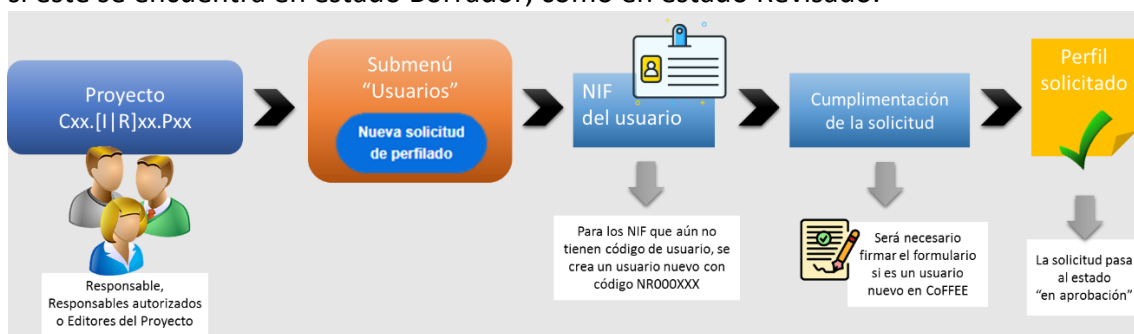 si este se encuentra en estado Borrador, como en estado Revisado.
Proyecto
Cxx.[I|R]xx.Pxx
Responsable,
Responsables autorizados
o Editores del Proyecto
Submenú
“Usuarios”
Nueva solicitud
de perfilado
NIF
del usuario
Para los NIF que aún no
tienen código de usuario, se
crea un usuario nuevo con
código NR000XXX
Cumplimentación
de la solicitud
Será necesario
firmar el formulario
si es un usuario
nuevo en CoFFEE
Perfil
solicitado
La solicitud pasa
al estado
“en aprobación”